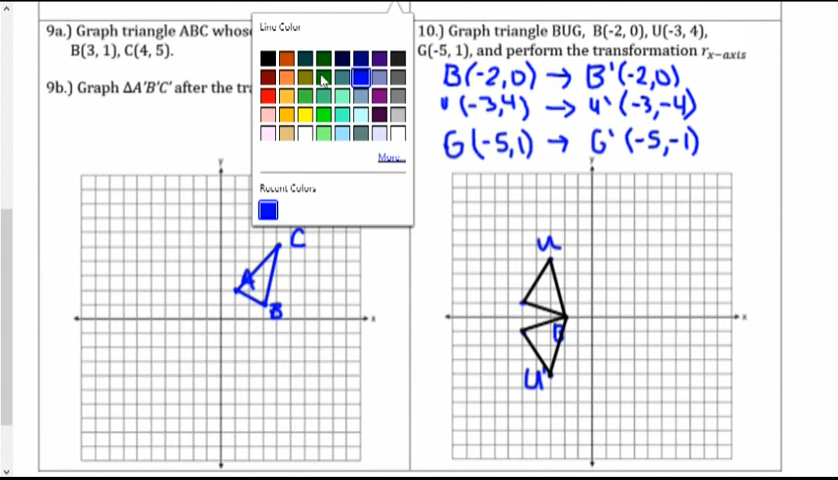 9a.) Graph triangle ABC whos
B(3, 1), C(4, 5).
9b.) Graph ΔA'B'C' after the tr
Line Color
More...
Recent Colors
y
C
A
B
x
10.) Graph triangle BUG, B(-2, 0), U(-3, 4),
G(-5, 1), and perform the transformation r x-axis
B(-2,0) → B'(-2,0)
U(-3,4) → U'(-3,-4)
G(-5,1) → G'(-5,-1)
y
U
x
B
U'